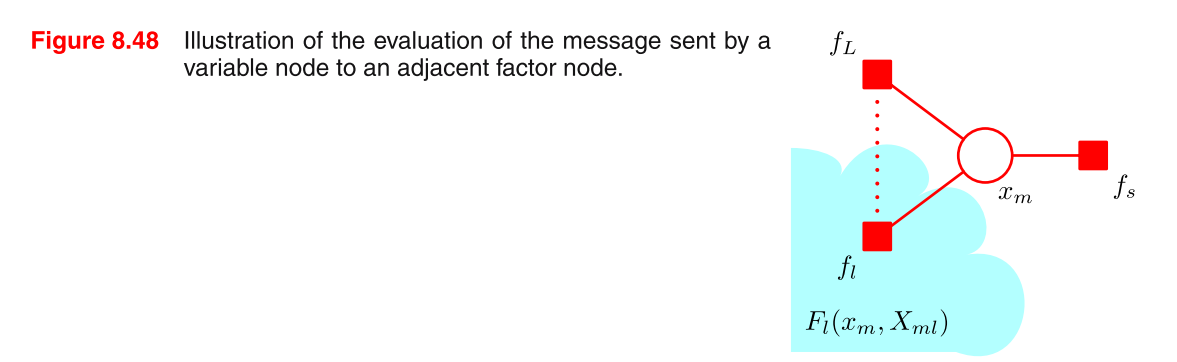 Figure 8.48 Illustration of the evaluation of the message sent by a
variable node to an adjacent factor node.
f_L
x_m
f_s
f_l
F_l(x_m, X_{ml})